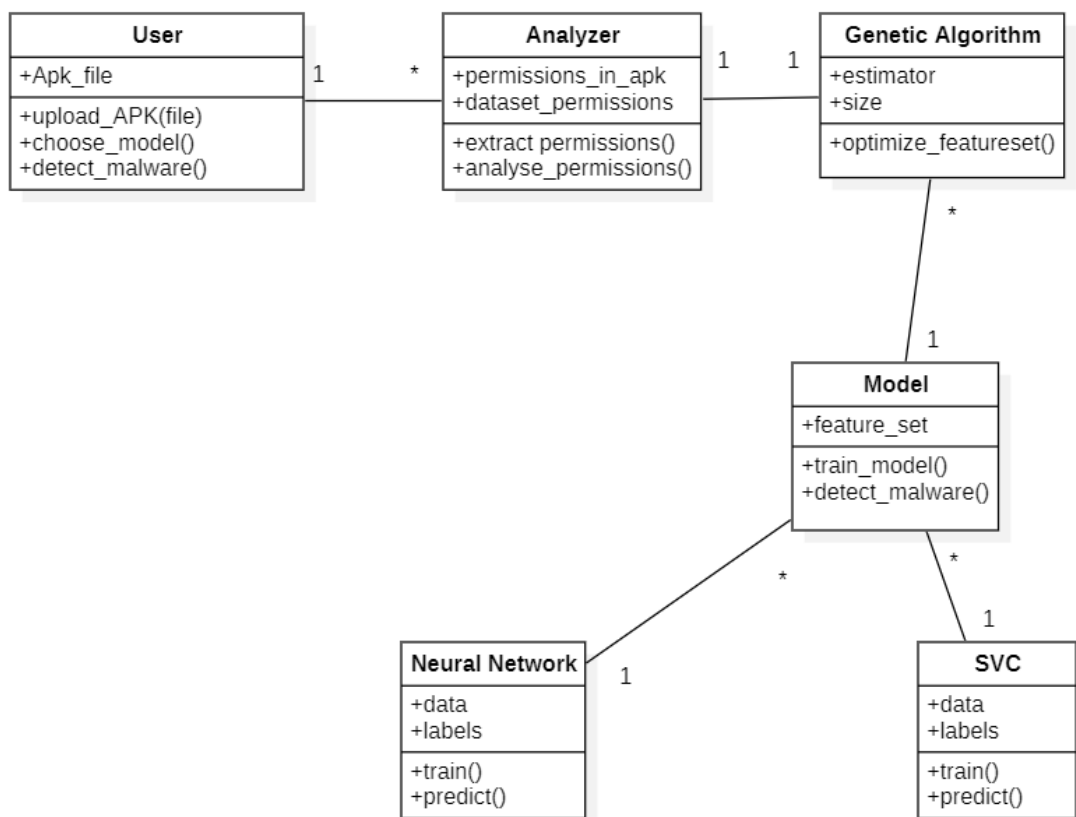 User
+Apk_file
+upload_APK(file)
+choose_model()
+detect_malware()
1
*
Analyzer
+permissions_in_apk
+dataset_permissions
+extract permissions()
+analyse_permissions()
1
1
Genetic Algorithm
+estimator
+size
+optimize_featureset()
*
1
Model
+feature_set
+train_model()
+detect_malware()
*
1
*
1
Neural Network
+data
+labels
+train()
+predict()
SVC
+data
+labels
+train()
+predict()